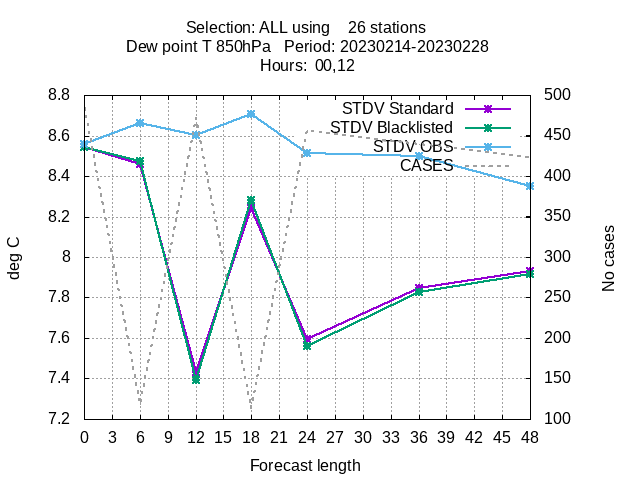 Selection: ALL using 26 stations
Dew point T 850hPa Period: 20230214-20230228
Hours: 00,12
8.8
8.6
8.4
8.2
8
7.8
7.6
7.4
7.2
500
450
400
350
300
250
200
150
100
STDV Standard
STDV Blacklisted
STDV OBS
CASES
deg C
No cases
0 3 6 9 12 15 18 21 24 27 30 33 36 39 42 45 48
Forecast length